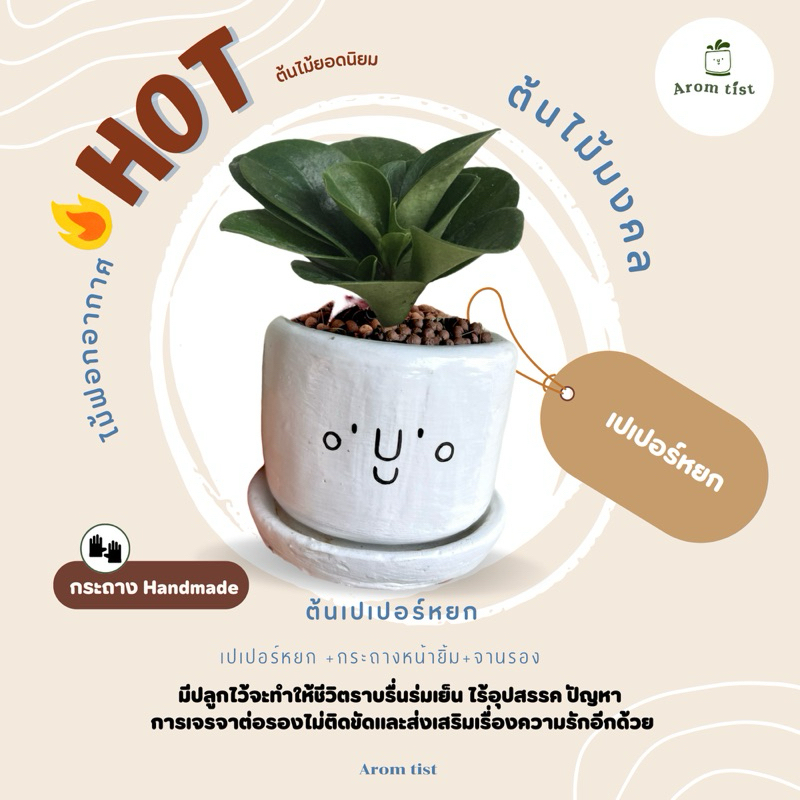 HOT
ต้นไม้ยอดนิยม
Arom tist
ต้นไม้มงคล
ไม้ฟอกอากาศ
เปเปอร์หยก
กระถาง Handmade
ต้นเปเปอร์หยก
เปเปอร์หยก +กระถางหน้ายิ้ม+จานรอง
มีปลูกไว้จะทำให้ชีวิตราบรื่นร่มเย็น ไร้อุปสรรค ปัญหา
การเจรจาต่อรองไม่ติดขัดและส่งเสริมเรื่องความรักอีกด้วย
Arom tist